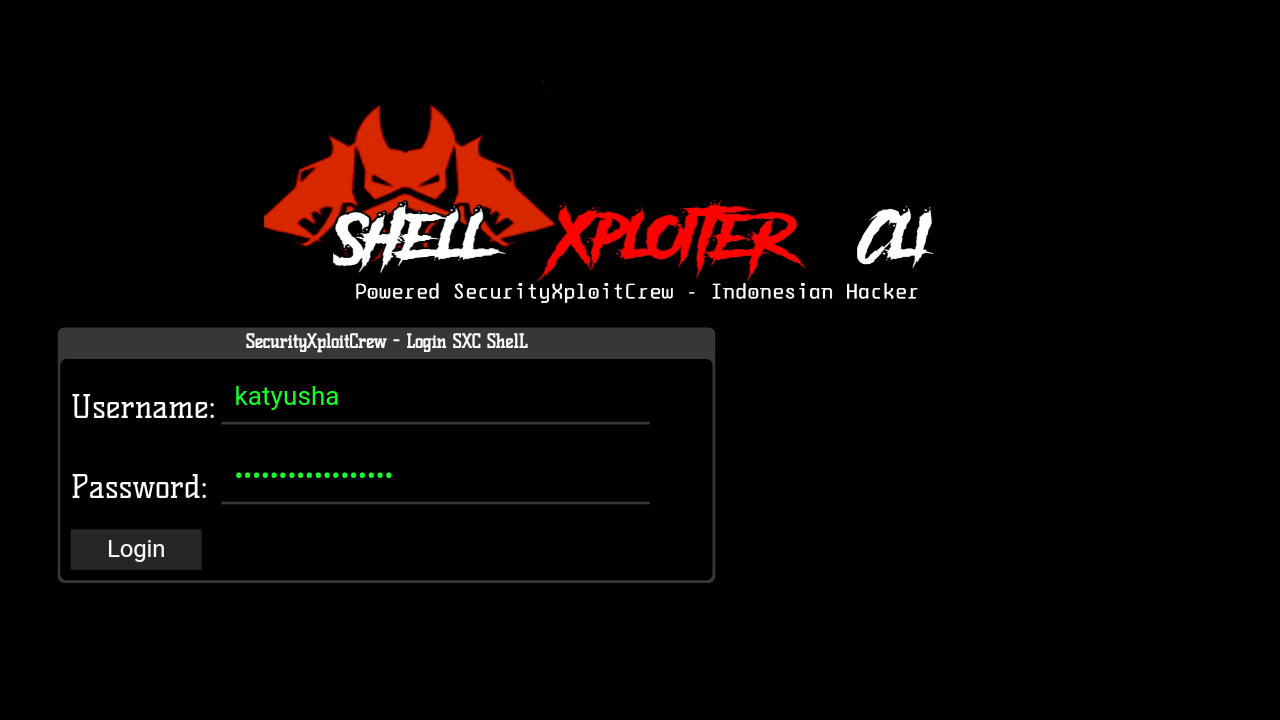 SHELL XPLOITER CLI
Powered SecurityXploitCrew - Indonesian Hacker
SecurityXploitCrew - Login SXC ShelL
Username: katyusha
Password: ••••••••••••••••••
Login